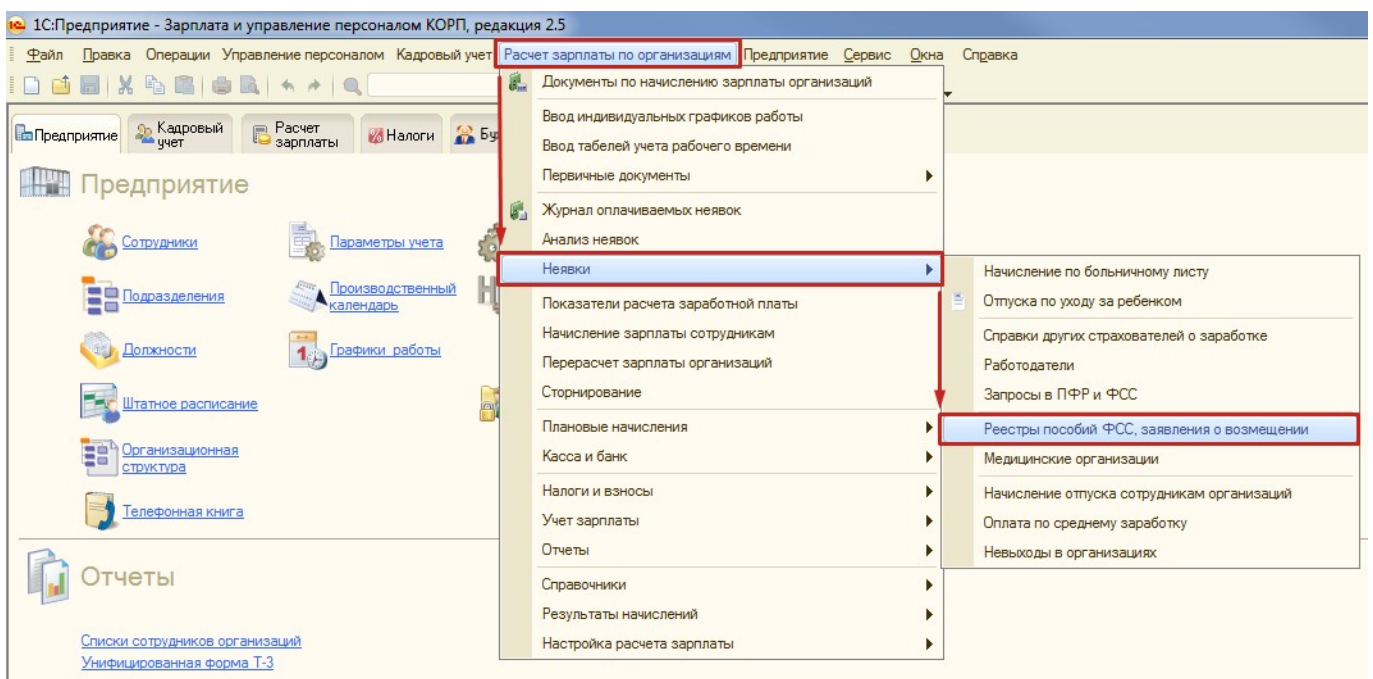 1С:Предприятие - Зарплата и управление персоналом КОРП, редакция 2.5
Файл Правка Операции Управление персоналом Кадровый учет Расчет зарплаты по организациям Предприятие Сервис Окна Справка
Предприятие
Кадровый учет
Расчет зарплаты
Налоги
Предприятие
Сотрудники
Параметры учета
Подразделения
Производственный
календарь
Должности
Графики работы
Штатное расписание
Организационная
структура
Телефонная книга
Отчеты
Списки сотрудников организаций
Унифицированная форма Т-3
Документы по начислению зарплаты организаций
Ввод индивидуальных графиков работы
Ввод табелей учета рабочего времени
Первичные документы
Журнал оплачиваемых неявок
Анализ неявок
Неявки
Показатели расчета заработной платы
Начисление зарплаты сотрудникам
Перерасчет зарплаты организаций
Сторнирование
Плановые начисления
Касса и банк
Налоги и взносы
Учет зарплаты
Отчеты
Справочники
Результаты начислений
Настройка расчета зарплаты
Начисление по больничному листу
Отпуска по уходу за ребенком
Справки других страхователей о заработке
Работодатели
Запросы в ПФР и ФСС
Реестры пособий ФСС, заявления о возмещении
Медицинские организации
Начисление отпуска сотрудникам организаций
Оплата по среднему заработку
Невыходы в организациях